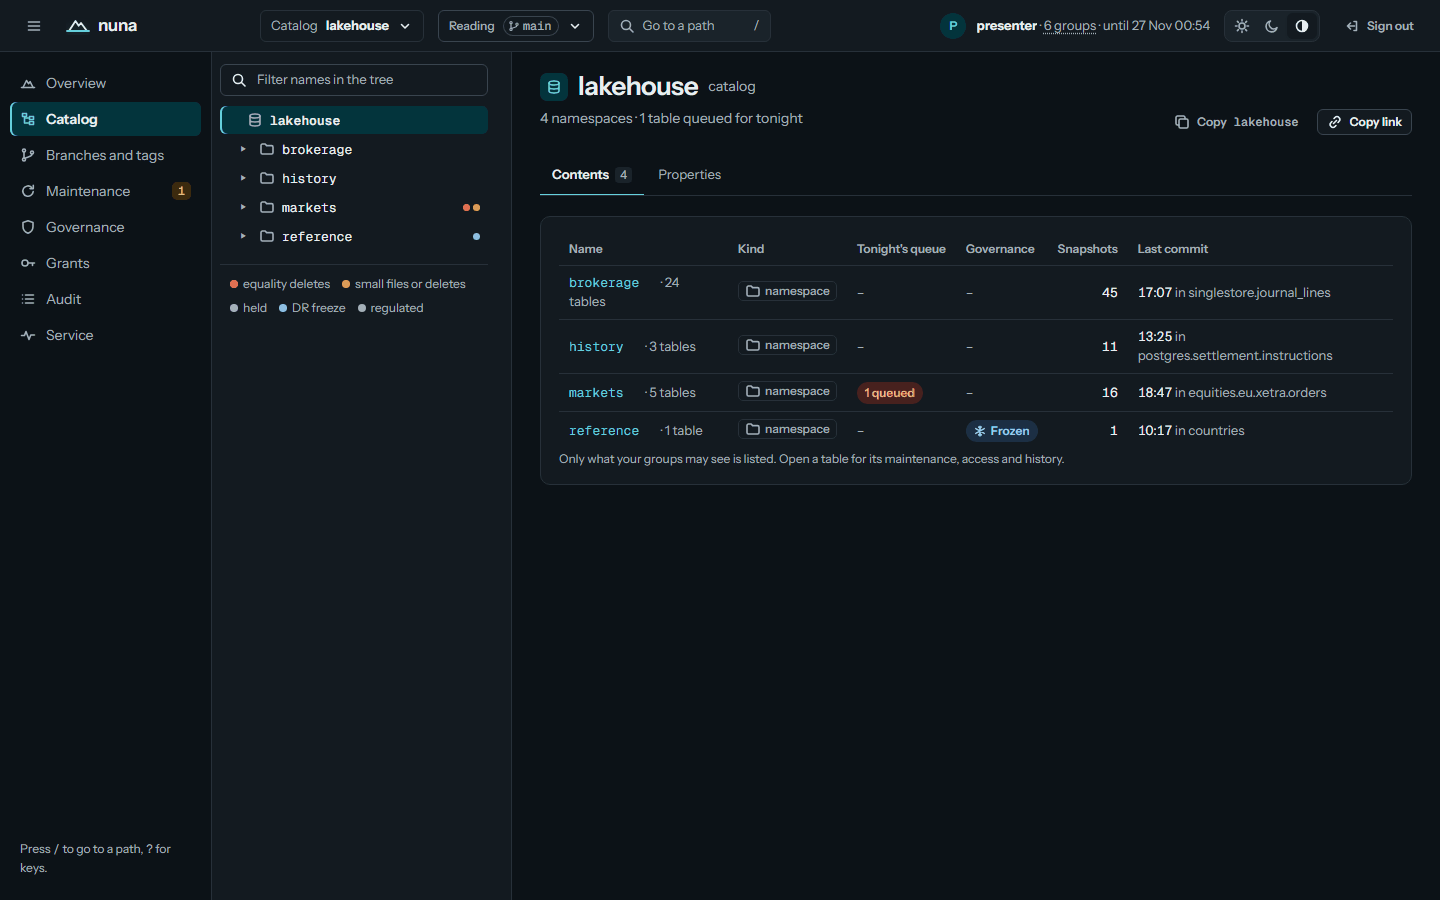 nuna
Catalog lakehouse
Reading main
Go to a path /
P presenter · 6 groups · until 27 Nov 00:54
Sign out
Overview
Catalog
Branches and tags
Maintenance 1
Governance
Grants
Audit
Service
Press / to go to a path, ? for
keys.
Filter names in the tree
lakehouse
brokerage
history
markets
reference
equality deletes small files or deletes
held DR freeze regulated
lakehouse catalog
4 namespaces · 1 table queued for tonight
Copy lakehouse Copy link
Contents 4 Properties
Name Kind Tonight's queue Governance Snapshots Last commit
brokerage · 24
tables
namespace – – 45 17:07 in singlestore.journal_lines
history · 3 tables namespace – – 11 13:25 in
postgres.settlement.instructions
markets · 5 tables namespace 1 queued – 16 18:47 in equities.eu.xetra.orders
reference · 1 table namespace – Frozen 1 10:17 in countries
Only what your groups may see is listed. Open a table for its maintenance, access and history.